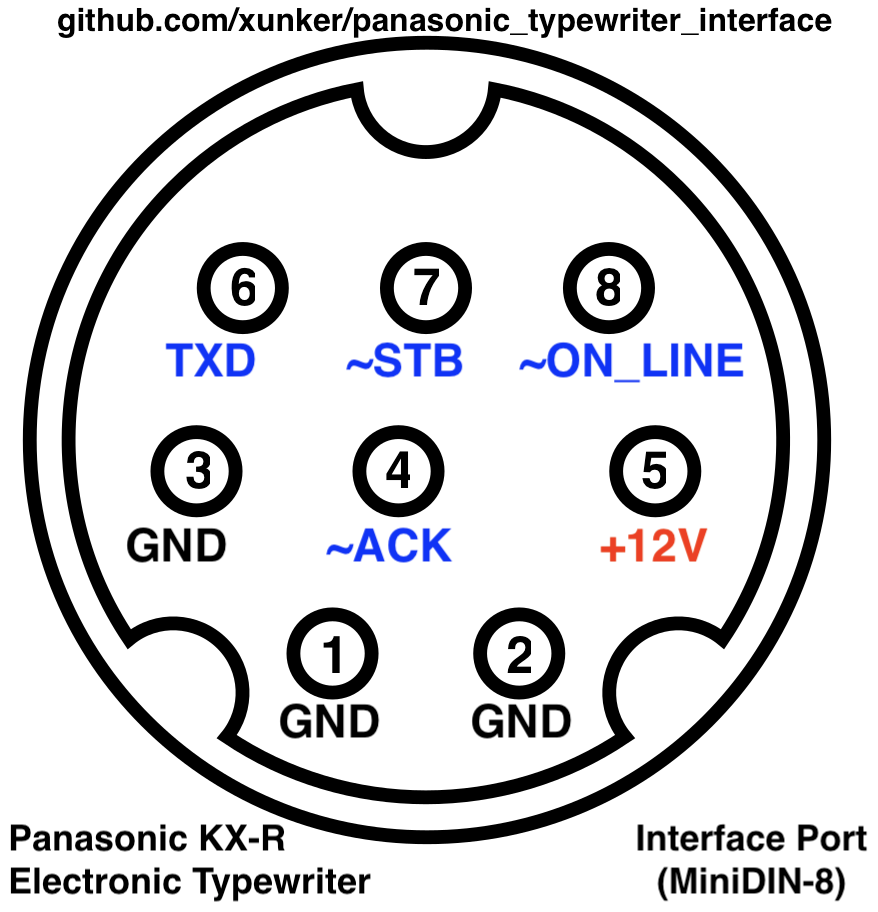 github.com/xunker/panasonic_typewriter_interface
6 7 8
TXD ~STB ~ON_LINE
3 4 5
GND ~ACK +12V
1 2
GND GND
Panasonic KX-R Interface Port
Electronic Typewriter (MiniDIN-8)